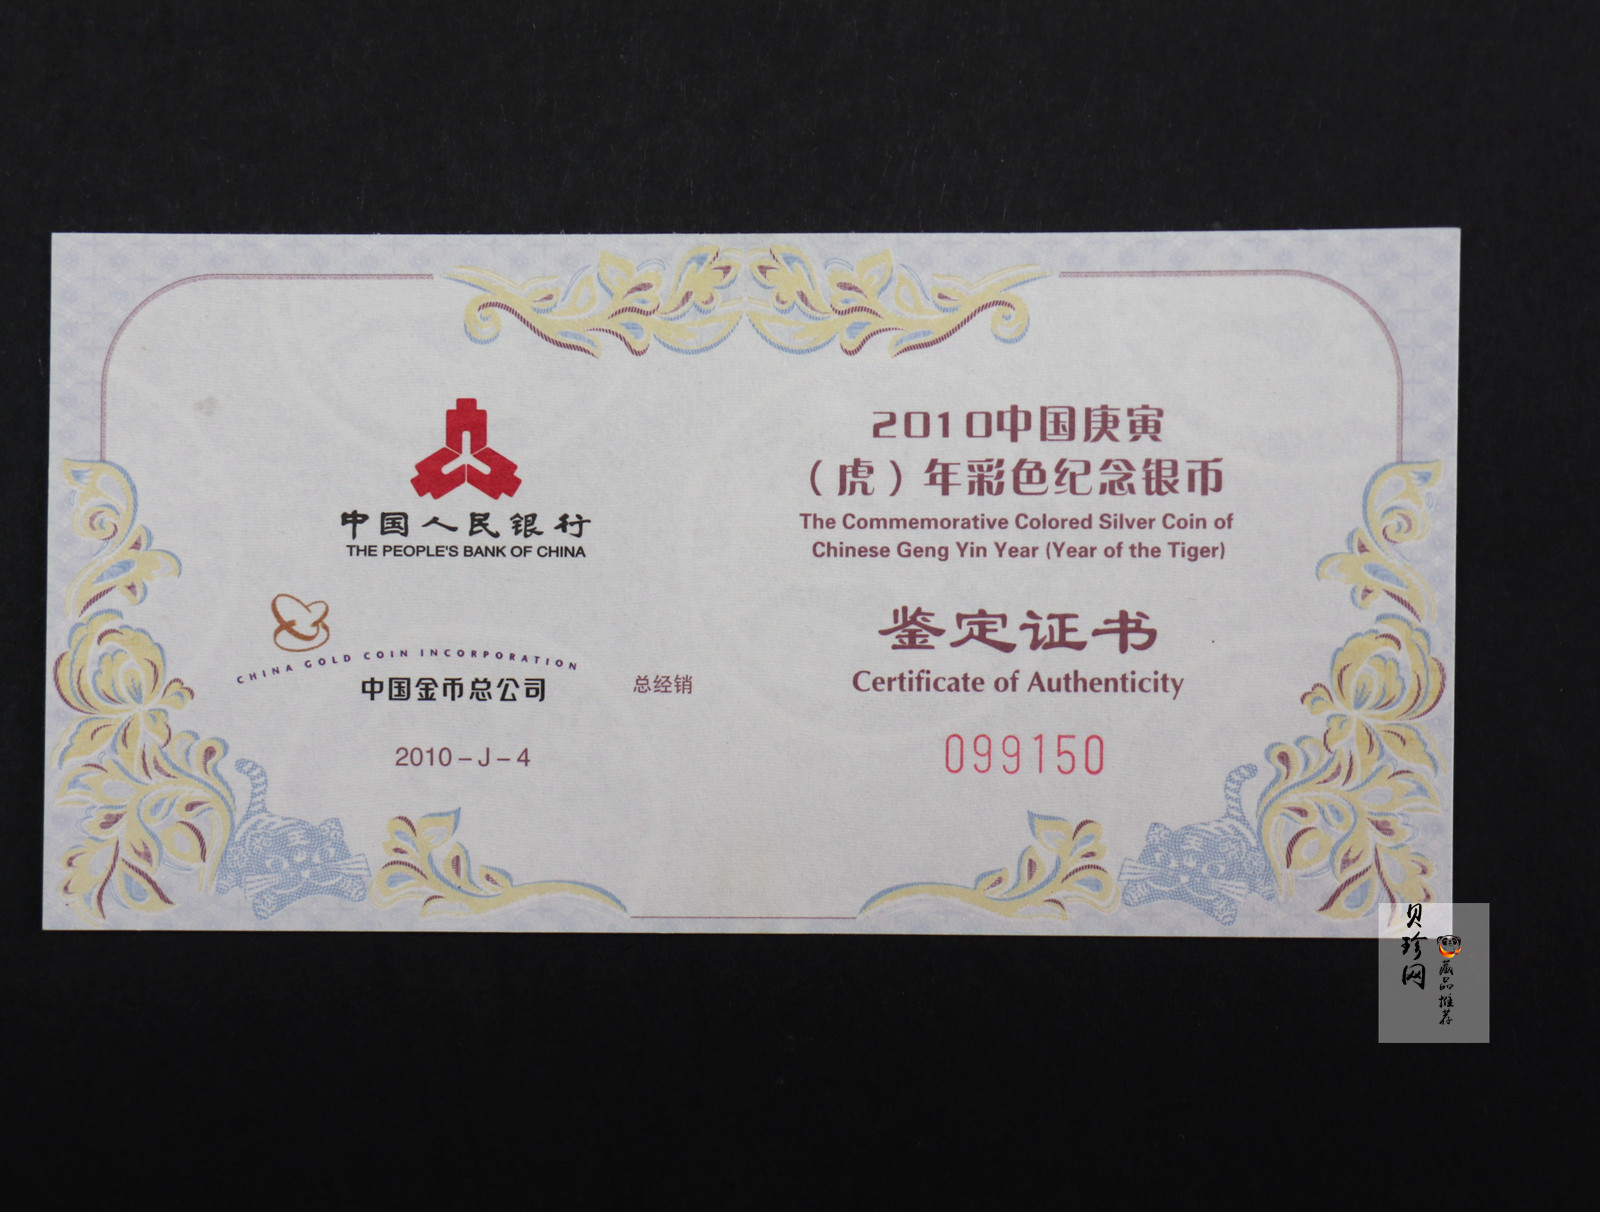 中国人民银行
THE PEOPLE'S BANK OF CHINA
CHINA GOLD COIN INCORPORATION
中国金币总公司
总经销
2010－J－4
2010中国庚寅
（虎）年彩色纪念银币
The Commemorative Colored Silver Coin of
Chinese Geng Yin Year (Year of the Tiger)
鉴定证书
Certificate of Authenticity
099150
贝珍网
藏品推荐